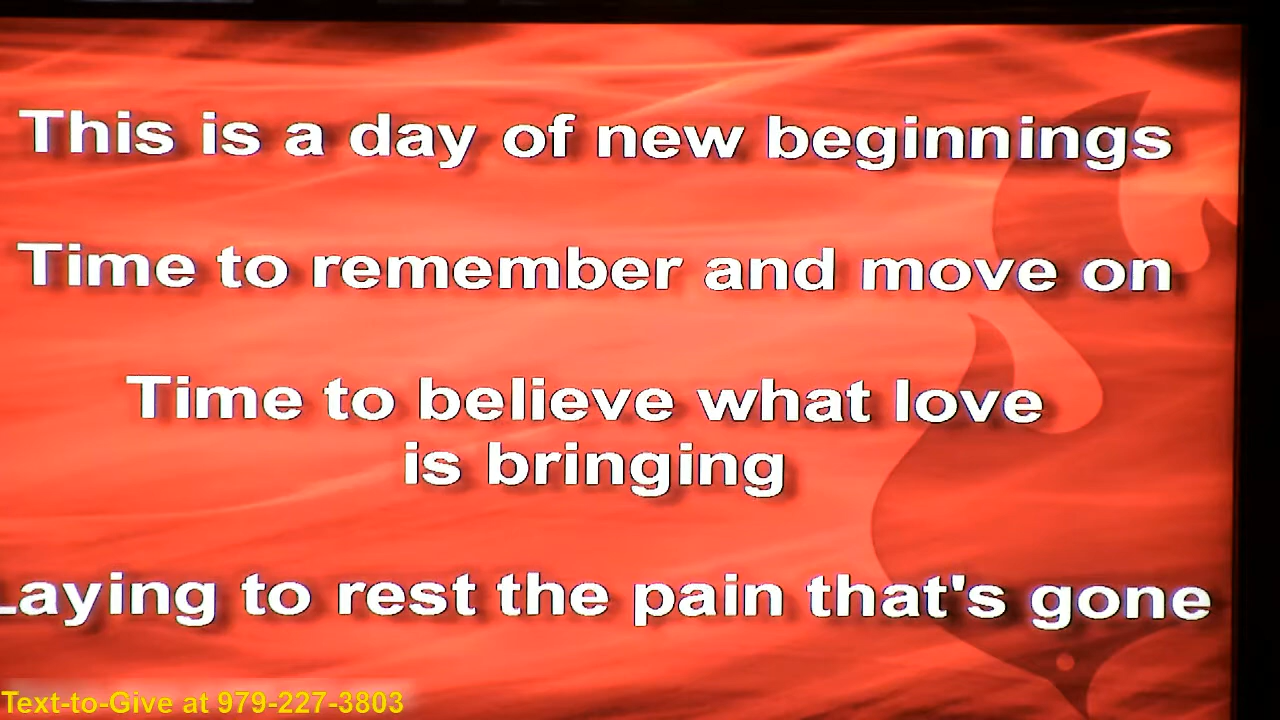 This is a day of new beginnings
Time to remember and move on
Time to believe what love
is bringing
Laying to rest the pain that's gone
Text-to-Give at 979-227-3803